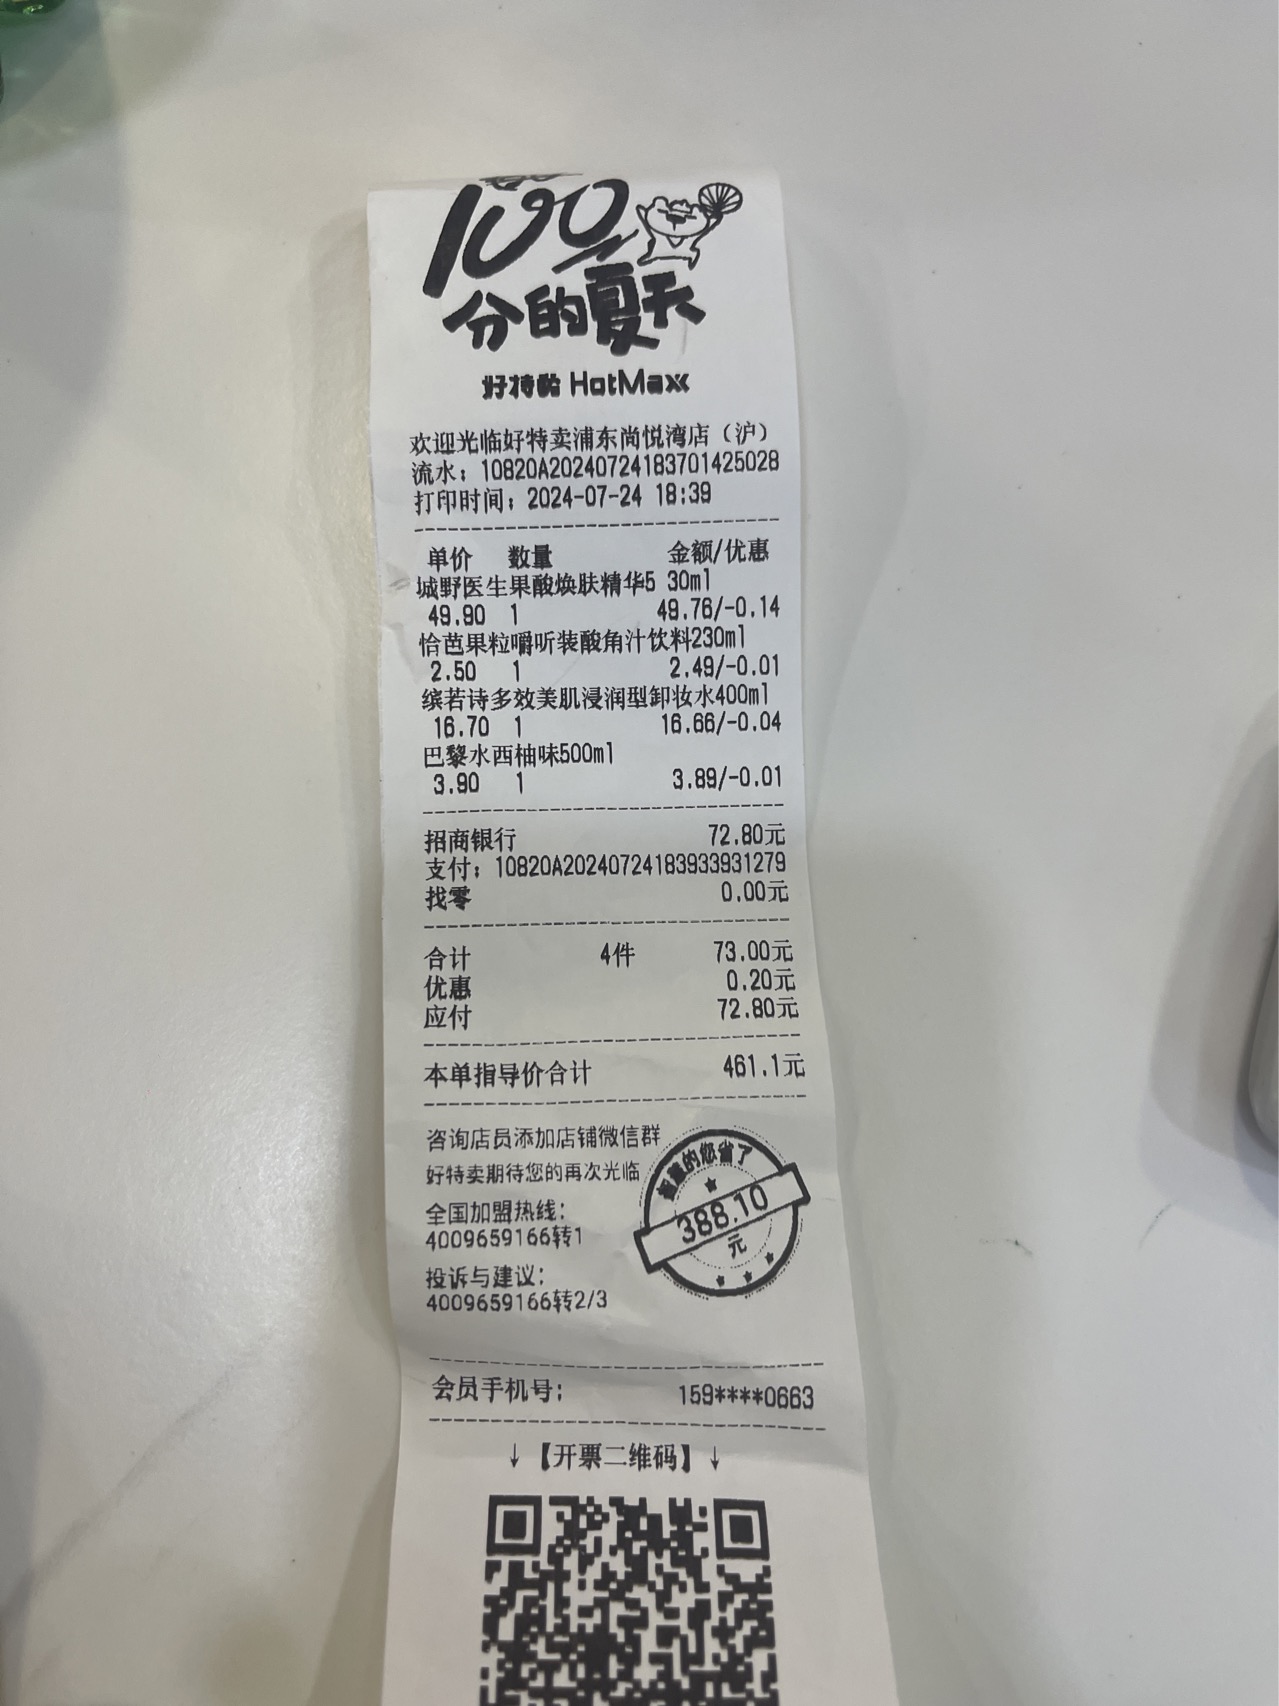 100
分的夏天
好特卖 HotMaxx
欢迎光临好特卖浦东尚悦湾店（沪）
流水：10820A20240724183701425028
打印时间：2024-07-24 18:39
单价 数量 金额/优惠
城野医生果酸焕肤精华5 30ml
49.90 1 49.76/-0.14
恰芭果粒嚼听装酸角汁饮料230ml
2.50 1 2.49/-0.01
缤若诗多效美肌浸润型卸妆水400ml
16.70 1 16.66/-0.04
巴黎水西柚味500ml
3.90 1 3.89/-0.01
招商银行 72.80元
支付：10820A20240724183933931279
找零 0.00元
合计 4件 73.00元
优惠 0.20元
应付 72.80元
本单指导价合计 461.1元
咨询店员添加店铺微信群
好特卖期待您的再次光临
全国加盟热线：
4009659166转1
投诉与建议：
4009659166转2/3
的您省了
388.10
元
会员手机号： 159****0663
↓【开票二维码】↓